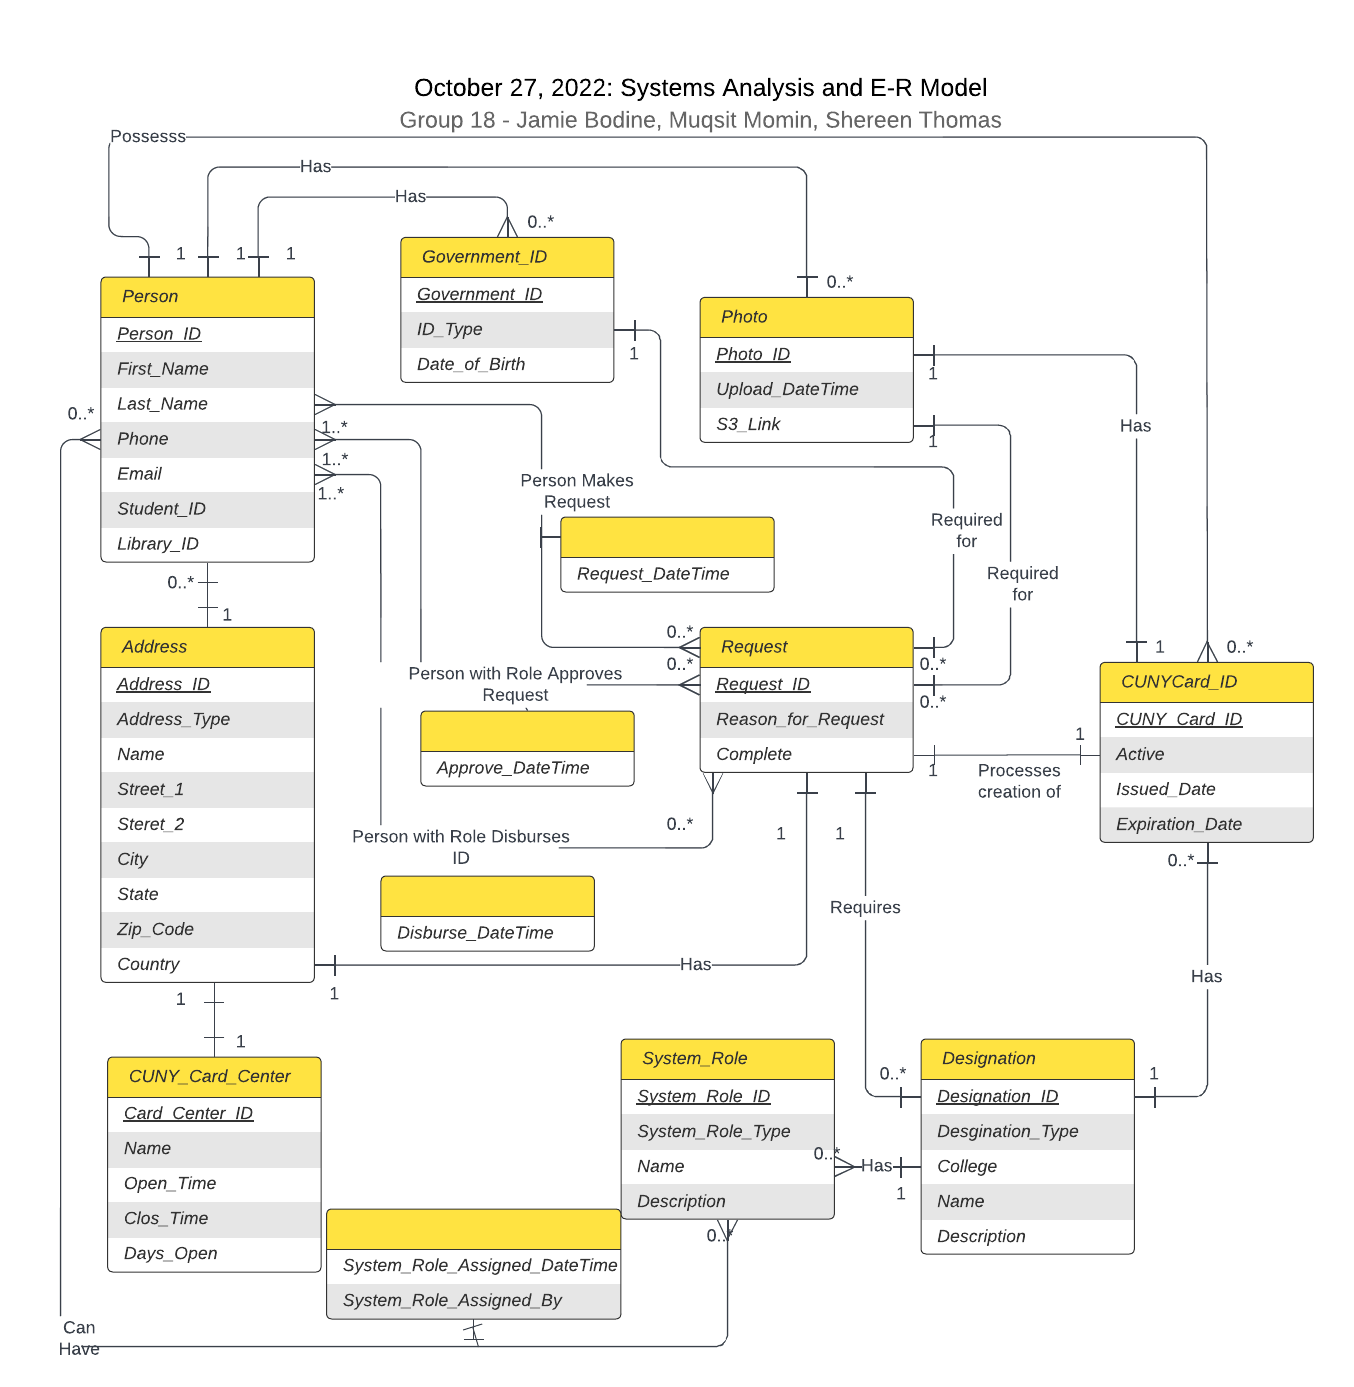 October 27, 2022: Systems Analysis and E-R Model
Group 18 - Jamie Bodine, Muqsit Momin, Shereen Thomas
Possesss
Has
Has
0..*
1
1
1
0..*
Government_ID
Government_ID
ID_Type
Date_of_Birth
1
Person
Person_ID
First_Name
Last_Name
Phone
Email
Student_ID
Library_ID
0..*
1..*
1..*
1..*
Photo
Photo_ID
Upload_DateTime
S3_Link
1
1
Has
Person Makes
Request
Required
for
Required
for
Request_DateTime
0..*
1
Address
Address_ID
Address_Type
Name
Street_1
Steret_2
City
State
Zip_Code
Country
0..*
0..*
Person with Role Approves
Request
Approve_DateTime
Request
Request_ID
Reason_for_Request
Complete
0..*
0..*
1
Processes
creation of
1
1
0..*
CUNYCard_ID
CUNY_Card_ID
Active
Issued_Date
Expiration_Date
0..*
0..*
1
1
Person with Role Disburses
ID
Disburse_DateTime
Requires
Has
Has
1
1
1
CUNY_Card_Center
Card_Center_ID
Name
Open_Time
Clos_Time
Days_Open
System_Role
System_Role_ID
System_Role_Type
Name
Description
0..*
0..*
Has
1
0..*
1
Designation
Designation_ID
Desgination_Type
College
Name
Description
System_Role_Assigned_DateTime
System_Role_Assigned_By
Can
Have